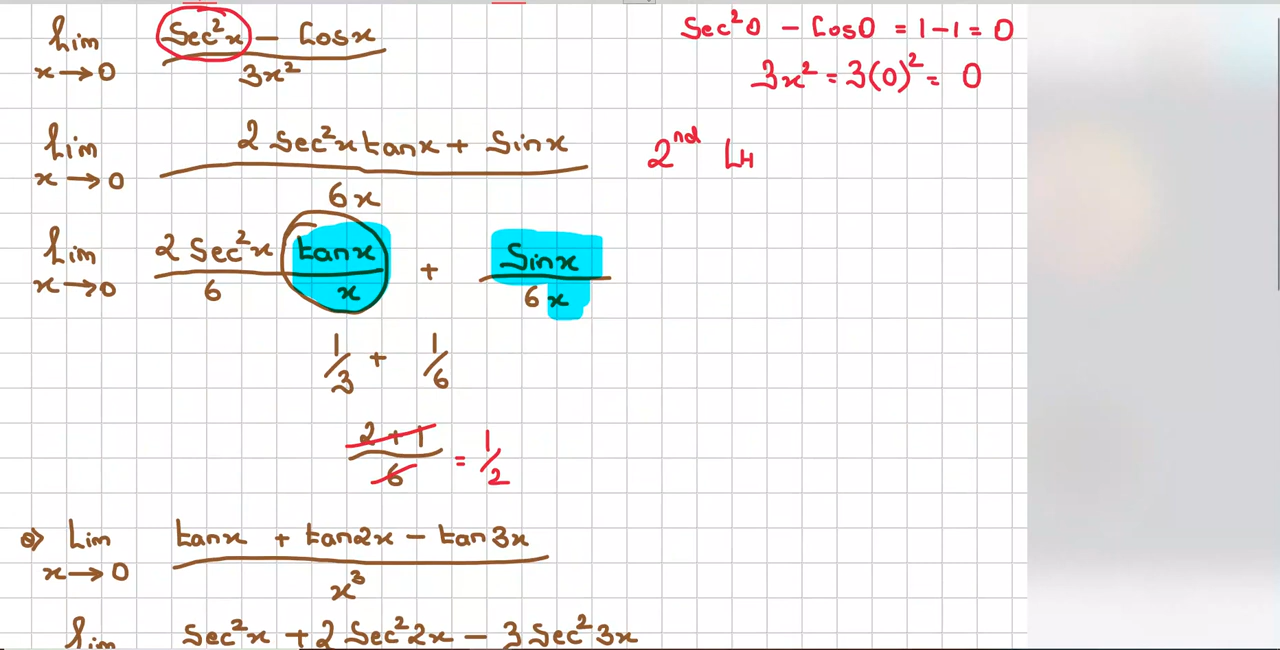 lim x→0 (Sec²x − Cosx) / 3x²
Sec²0 − Cos0 = 1−1 = 0
3x² = 3(0)² = 0
lim x→0 (2 Sec²x tanx + Sinx) / 6x
2nd LH
lim x→0 (2 Sec²x / 6) (tanx / x) + Sinx / 6x
1/3 + 1/6
(2 + 1) / 6 = 1/2
Q) Lim x→0 (tanx + tan2x − tan3x) / x³
lim Sec²x + 2 Sec²2x − 3 Sec²3x